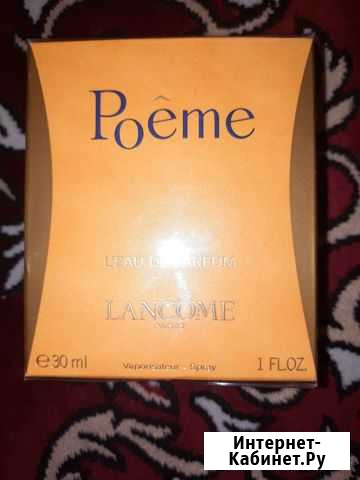 Poême
L'EAU DE PARFUM
LANCÔME
PARIS
℮ 30 ml
Vaporisateur - Spray
1 FL.OZ.
Интернет-
Кабинет.Ру